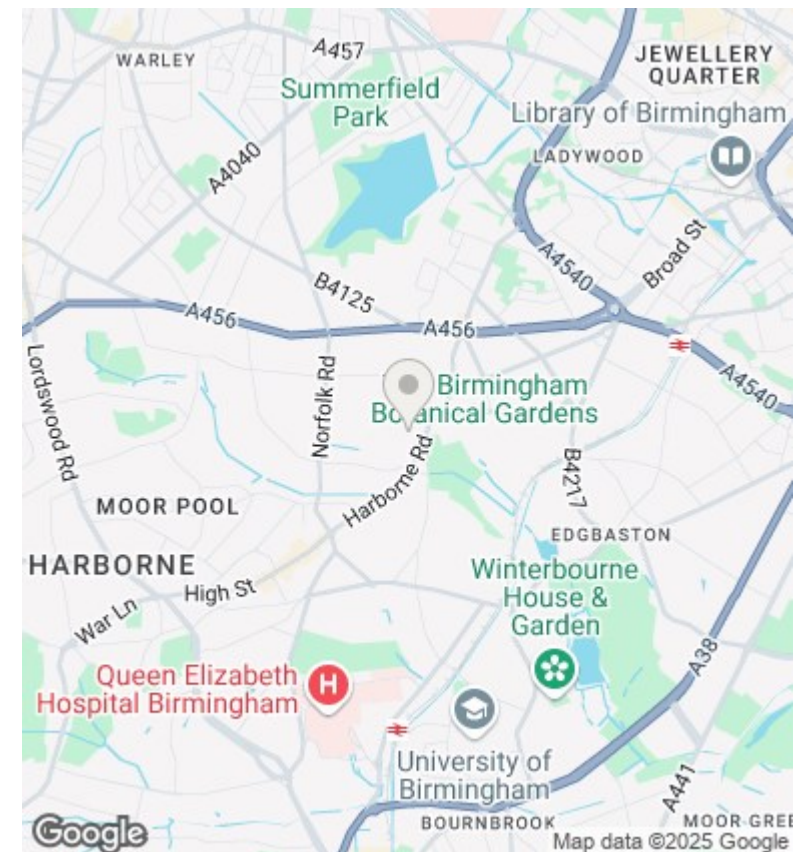 WARLEY
A457
JEWELLERY
QUARTER
Summerfield
Park
Library of Birmingham
LADYWOOD
A4040
A4540
Broad St
B4125
A456
A456
A4540
Lordswood Rd
Norfolk Rd
Birmingham
Botanical Gardens
Harborne Rd
B4217
MOOR POOL
EDGBASTON
HARBORNE
High St
War Ln
Winterbourne
House &
Garden
A38
Queen Elizabeth
Hospital Birmingham
H
University of
Birmingham
A441
BOURNBROOK
MOOR GREE
Google
Map data ©2025 Google